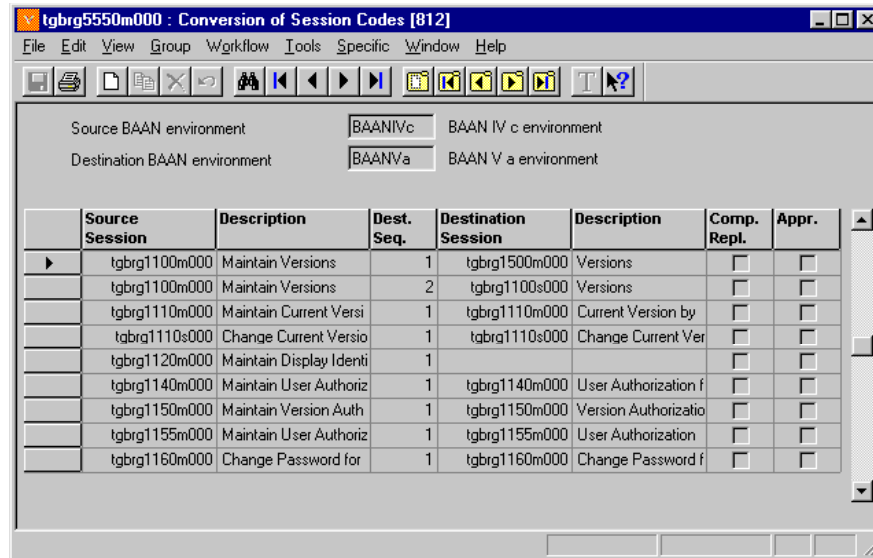 tgbrg5550m000 : Conversion of Session Codes [812]
File Edit View Group Workflow Tools Specific Window Help
Source BAAN environment BAANIVc BAAN IV c environment
Destination BAAN environment BAANVa BAAN V a environment
Source Session Description Dest. Seq. Destination Session Description Comp. Repl. Appr.
tgbrg1100m000 Maintain Versions 1 tgbrg1500m000 Versions
tgbrg1100m000 Maintain Versions 2 tgbrg1100s000 Versions
tgbrg1110m000 Maintain Current Versi 1 tgbrg1110m000 Current Version by
tgbrg1110s000 Change Current Versio 1 tgbrg1110s000 Change Current Ver
tgbrg1120m000 Maintain Display Identi 1
tgbrg1140m000 Maintain User Authoriz 1 tgbrg1140m000 User Authorization f
tgbrg1150m000 Maintain Version Auth 1 tgbrg1150m000 Version Authorizatio
tgbrg1155m000 Maintain User Authoriz 1 tgbrg1155m000 User Authorization
tgbrg1160m000 Change Password for 1 tgbrg1160m000 Change Password f